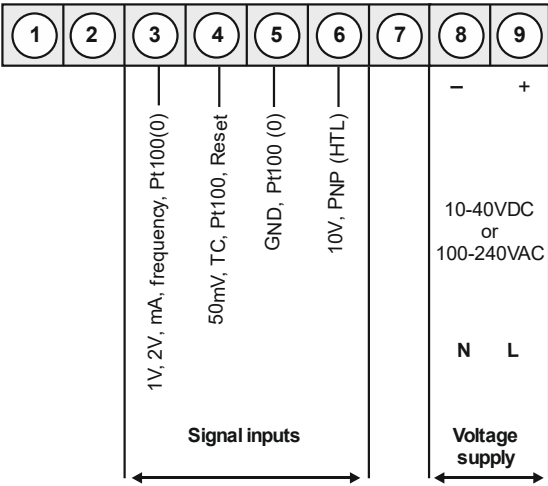 1 2 3 4 5 6 7 8 9
– +
1V, 2V, mA, frequency, Pt100(0)
50mV, TC, Pt100, Reset
GND, Pt100 (0)
10V, PNP (HTL)
10-40VDC
or
100-240VAC
N L
Signal inputs
Voltage
supply